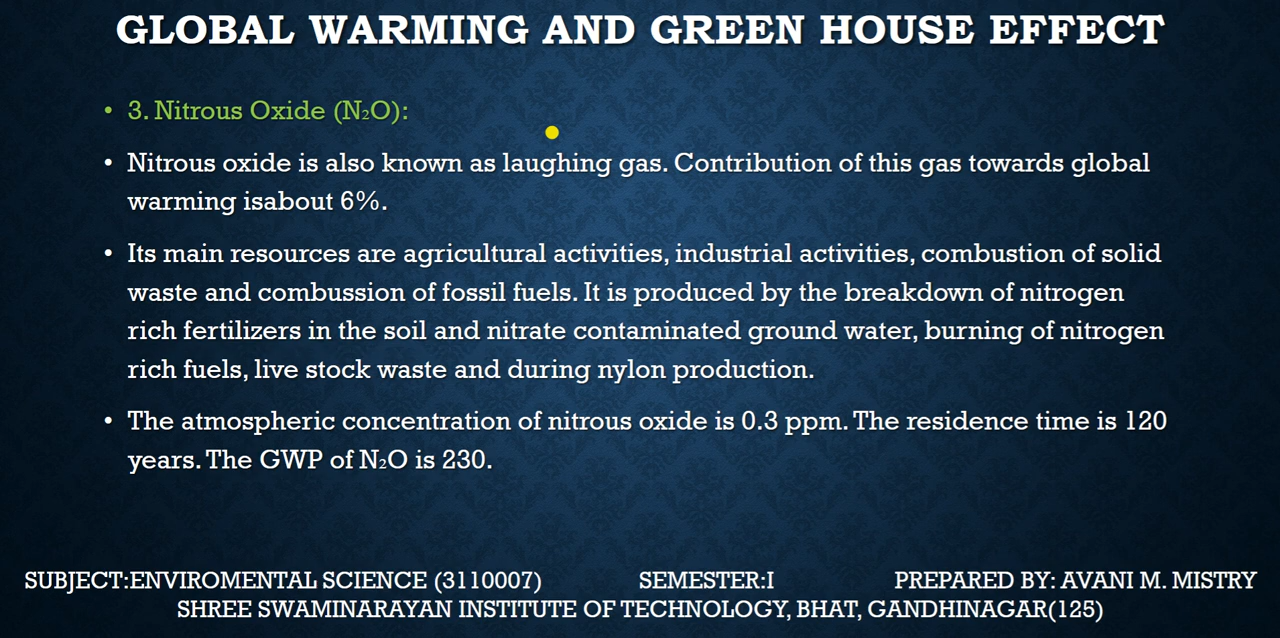 GLOBAL WARMING AND GREEN HOUSE EFFECT
• 3. Nitrous Oxide (N₂O):
• Nitrous oxide is also known as laughing gas. Contribution of this gas towards global
warming isabout 6%.
• Its main resources are agricultural activities, industrial activities, combustion of solid
waste and combussion of fossil fuels. It is produced by the breakdown of nitrogen
rich fertilizers in the soil and nitrate contaminated ground water, burning of nitrogen
rich fuels, live stock waste and during nylon production.
• The atmospheric concentration of nitrous oxide is 0.3 ppm. The residence time is 120
years. The GWP of N₂O is 230.
SUBJECT:ENVIROMENTAL SCIENCE (3110007) SEMESTER:I PREPARED BY: AVANI M. MISTRY
SHREE SWAMINARAYAN INSTITUTE OF TECHNOLOGY, BHAT, GANDHINAGAR(125)